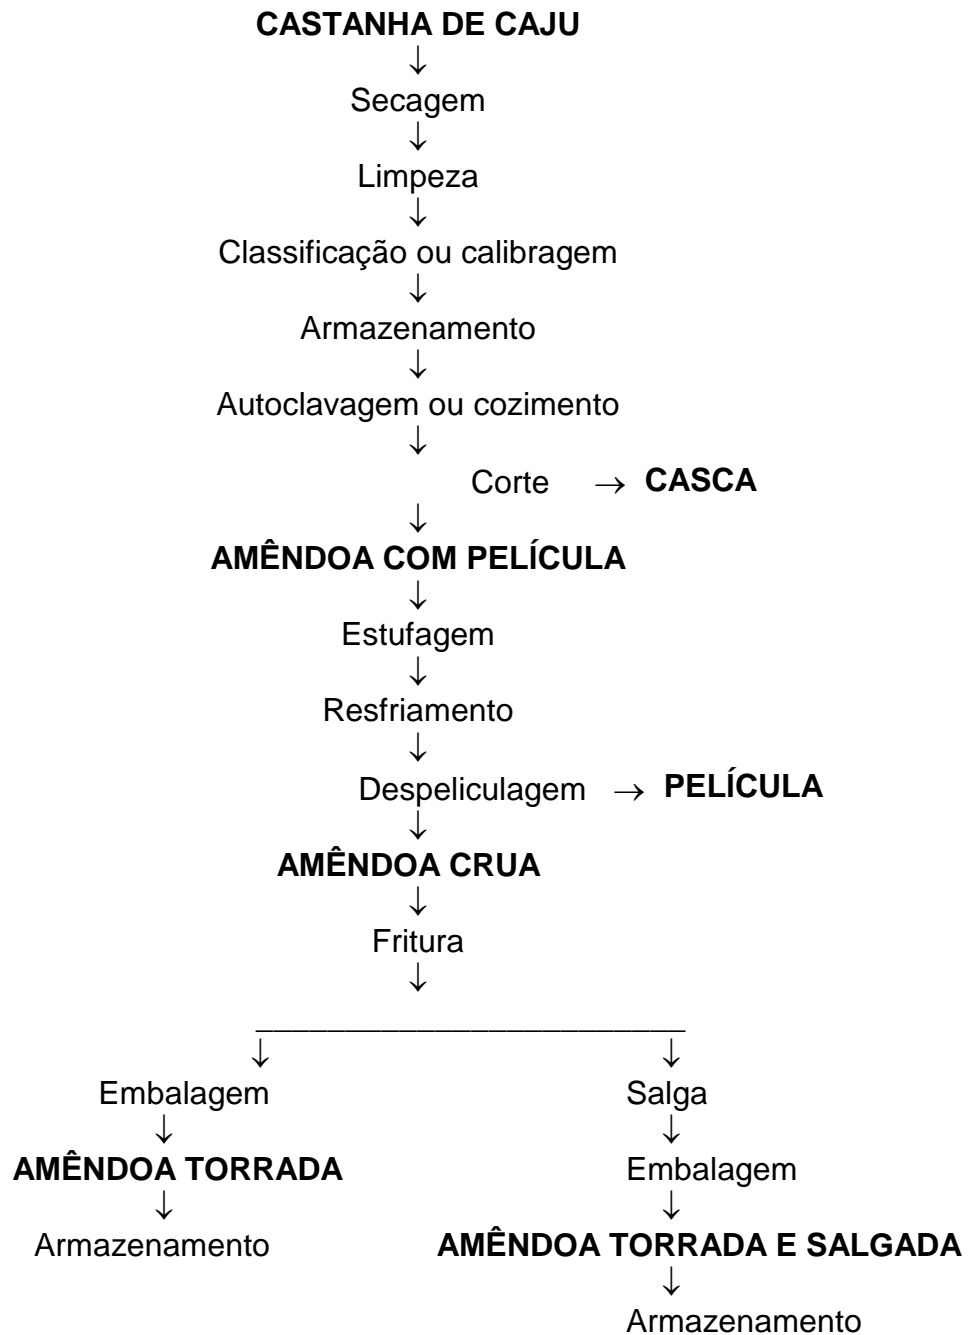 CASTANHA DE CAJU
↓
Secagem
↓
Limpeza
↓
Classificação ou calibragem
↓
Armazenamento
↓
Autoclavagem ou cozimento
↓
Corte → CASCA
↓
AMÊNDOA COM PELÍCULA
↓
Estufagem
↓
Resfriamento
↓
Despeliculagem → PELÍCULA
↓
AMÊNDOA CRUA
↓
Fritura
↓
________________________
↓ ↓
Embalagem Salga
↓ ↓
AMÊNDOA TORRADA Embalagem
↓ ↓
Armazenamento AMÊNDOA TORRADA E SALGADA
↓
Armazenamento